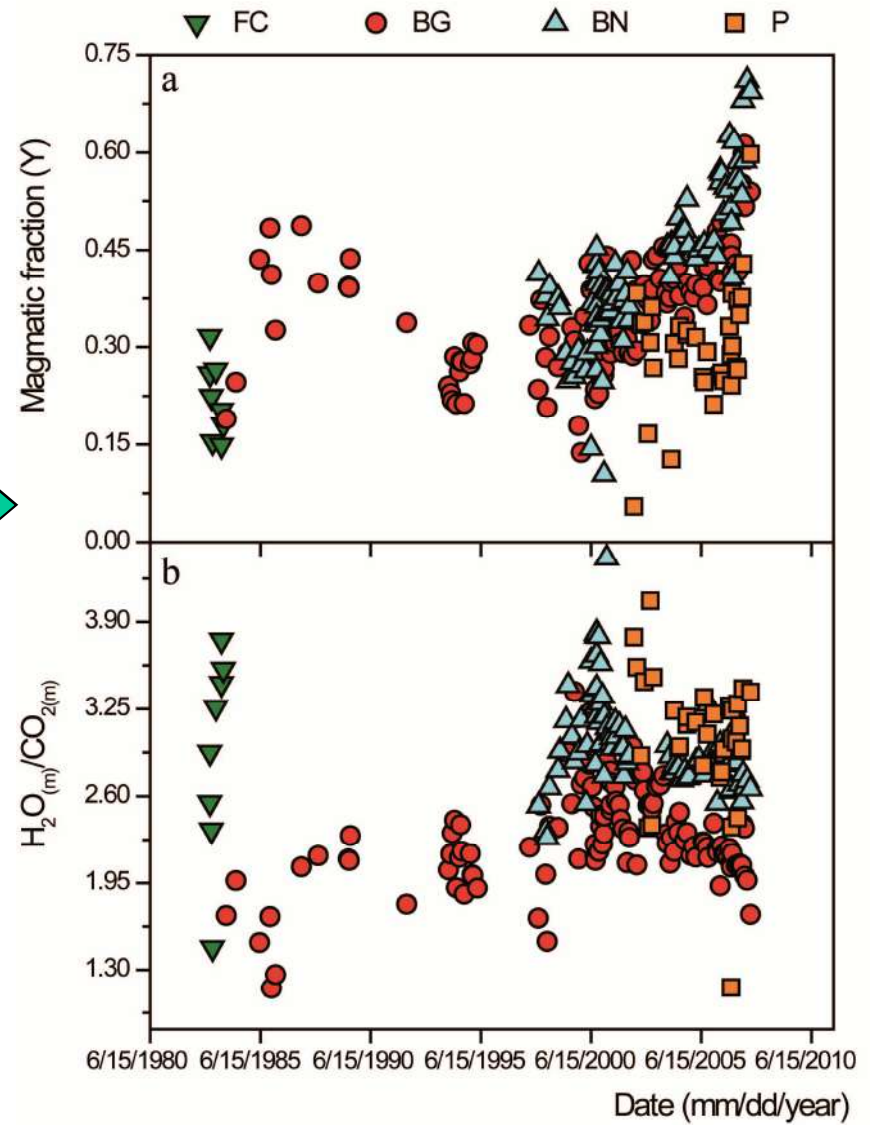 FC BG BN P
a
0.75
0.60
0.45
0.30
0.15
0.00
Magmatic fraction (Y)
b
3.90
3.25
2.60
1.95
1.30
H₂O₍ₘ₎/CO₂₍ₘ₎
6/15/1980 6/15/1985 6/15/1990 6/15/1995 6/15/2000 6/15/2005 6/15/2010
Date (mm/dd/year)